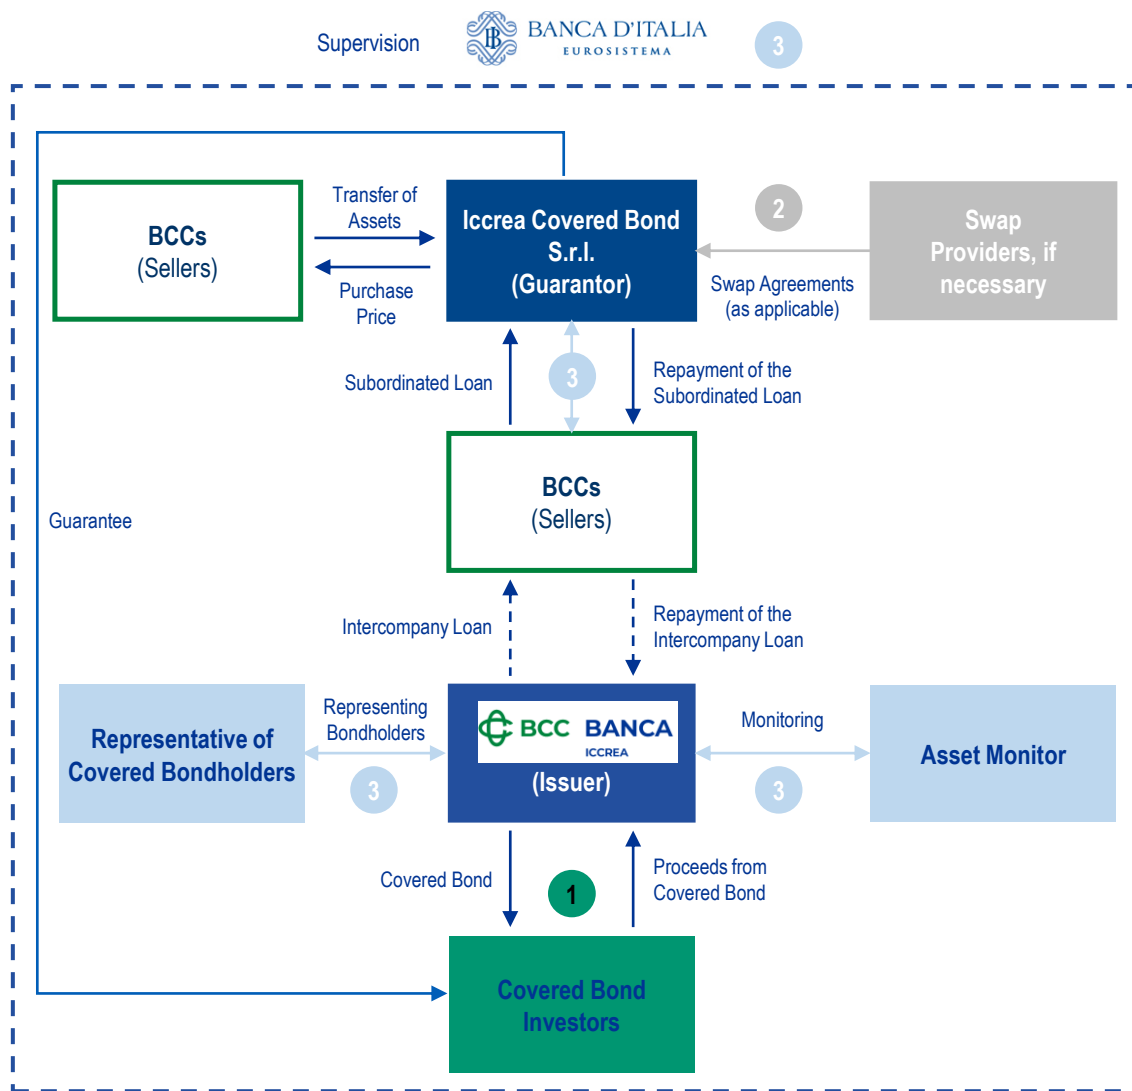 Supervision
BANCA D'ITALIA
EUROSISTEMA
3
BCCs
(Sellers)
Transfer of
Assets
Purchase
Price
Iccrea Covered Bond
S.r.l.
(Guarantor)
2
Swap Agreements
(as applicable)
Swap
Providers, if
necessary
Subordinated Loan
3
Repayment of the
Subordinated Loan
BCCs
(Sellers)
Guarantee
Intercompany Loan
Repayment of the
Intercompany Loan
Representative of
Covered Bondholders
Representing
Bondholders
3
BCC BANCA
ICCREA
(Issuer)
Monitoring
3
Asset Monitor
Covered Bond
1
Proceeds from
Covered Bond
Covered Bond
Investors